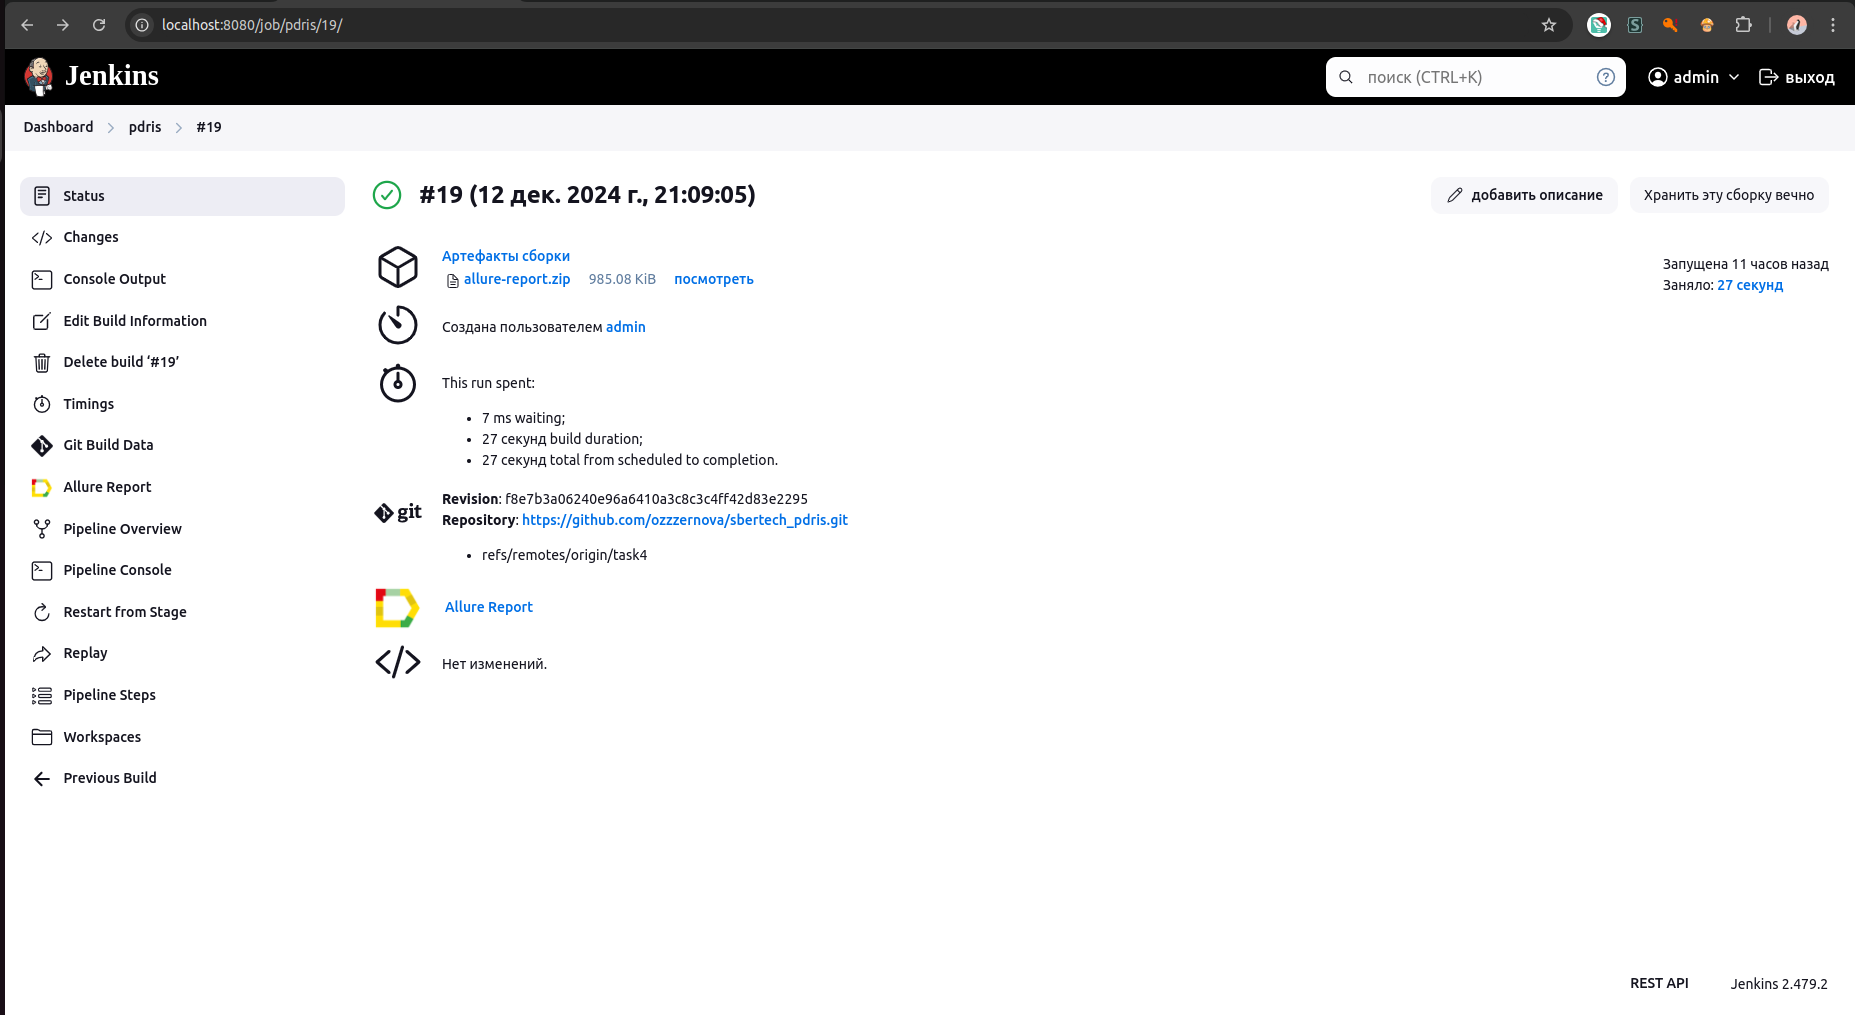 localhost:8080/job/pdris/19/
Jenkins
поиск (CTRL+K)
?
admin
выход
Dashboard
pdris
#19
Status
Changes
Console Output
Edit Build Information
Delete build ‘#19’
Timings
Git Build Data
Allure Report
Pipeline Overview
Pipeline Console
Restart from Stage
Replay
Pipeline Steps
Workspaces
Previous Build
#19 (12 дек. 2024 г., 21:09:05)
добавить описание
Хранить эту сборку вечно
Артефакты сборки
allure-report.zip 985.08 KiB посмотреть
Запущена 11 часов назад
Заняло: 27 секунд
Создана пользователем admin
This run spent:
7 ms waiting;
27 секунд build duration;
27 секунд total from scheduled to completion.
git
Revision: f8e7b3a06240e96a6410a3c8c3c4ff42d83e2295
Repository: https://github.com/ozzzernova/sbertech_pdris.git
refs/remotes/origin/task4
Allure Report
Нет изменений.
REST API
Jenkins 2.479.2